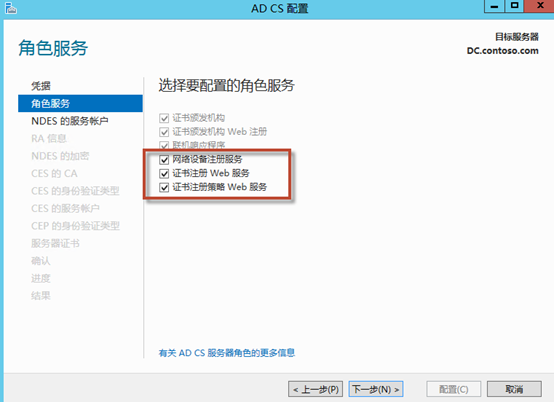 AD CS 配置
角色服务
目标服务器
DC.contoso.com
凭据
角色服务
NDES 的服务帐户
RA 信息
NDES 的加密
CES 的 CA
CES 的身份验证类型
CES 的服务帐户
CEP 的身份验证类型
服务器证书
确认
进度
结果
选择要配置的角色服务
证书颁发机构
证书颁发机构 Web 注册
联机响应程序
网络设备注册服务
证书注册 Web 服务
证书注册策略 Web 服务
有关 AD CS 服务器角色的更多信息
< 上一步(P)
下一步(N) >
配置(C)
取消